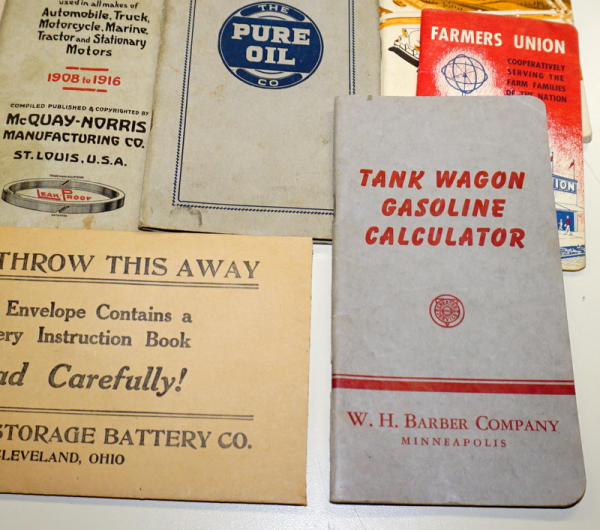 used in all makes of
Automobile, Truck,
Motorcycle, Marine,
Tractor and Stationary
Motors
1908 to 1916
COMPILED PUBLISHED & COPYRIGHTED BY
McQUAY-NORRIS
MANUFACTURING CO.
ST. LOUIS, U.S.A.
LEAK PROOF
THE
PURE
OIL
CO
FARMERS UNION
COOPERATIVELY
SERVING THE
FARM FAMILIES
OF THE NATION
TANK WAGON
GASOLINE
CALCULATOR
W. H. BARBER COMPANY
MINNEAPOLIS
THROW THIS AWAY
Envelope Contains a
ery Instruction Book
ad Carefully!
STORAGE BATTERY CO.
CLEVELAND, OHIO